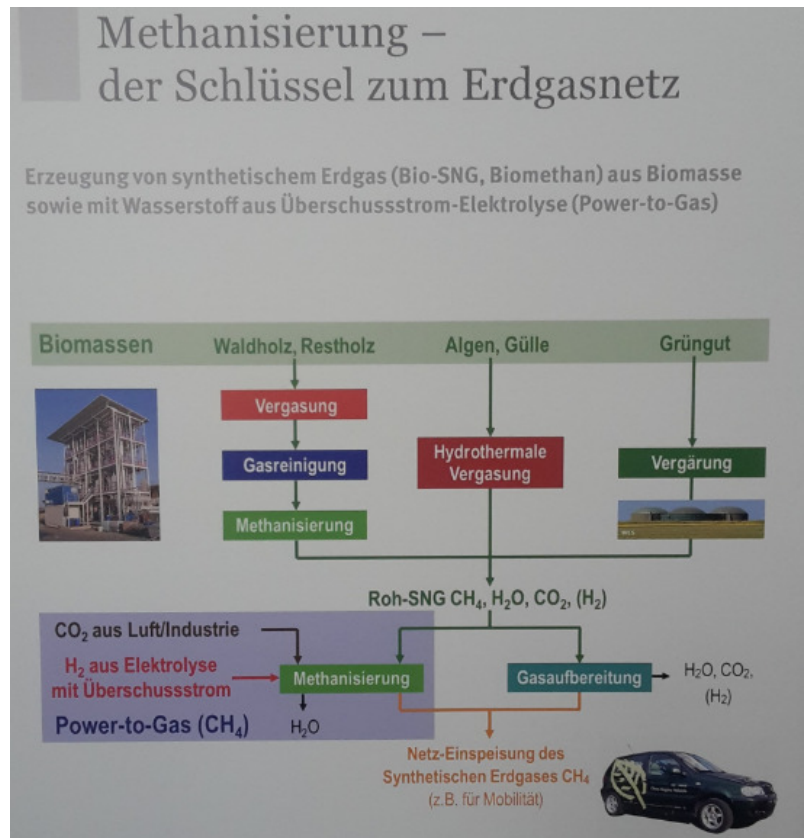 Methanisierung –
der Schlüssel zum Erdgasnetz
Erzeugung von synthetischem Erdgas (Bio-SNG, Biomethan) aus Biomasse
sowie mit Wasserstoff aus Überschussstrom-Elektrolyse (Power-to-Gas)
Biomassen
Waldholz, Restholz
Algen, Gülle
Grüngut
Vergasung
Gasreinigung
Methanisierung
Hydrothermale
Vergasung
Vergärung
Roh-SNG CH₄, H₂O, CO₂, (H₂)
CO₂ aus Luft/Industrie
H₂ aus Elektrolyse
mit Überschussstrom
Power-to-Gas (CH₄)
Methanisierung
H₂O
Gasaufbereitung
H₂O, CO₂,
(H₂)
Netz-Einspeisung des
Synthetischen Erdgases CH₄
(z.B. für Mobilität)